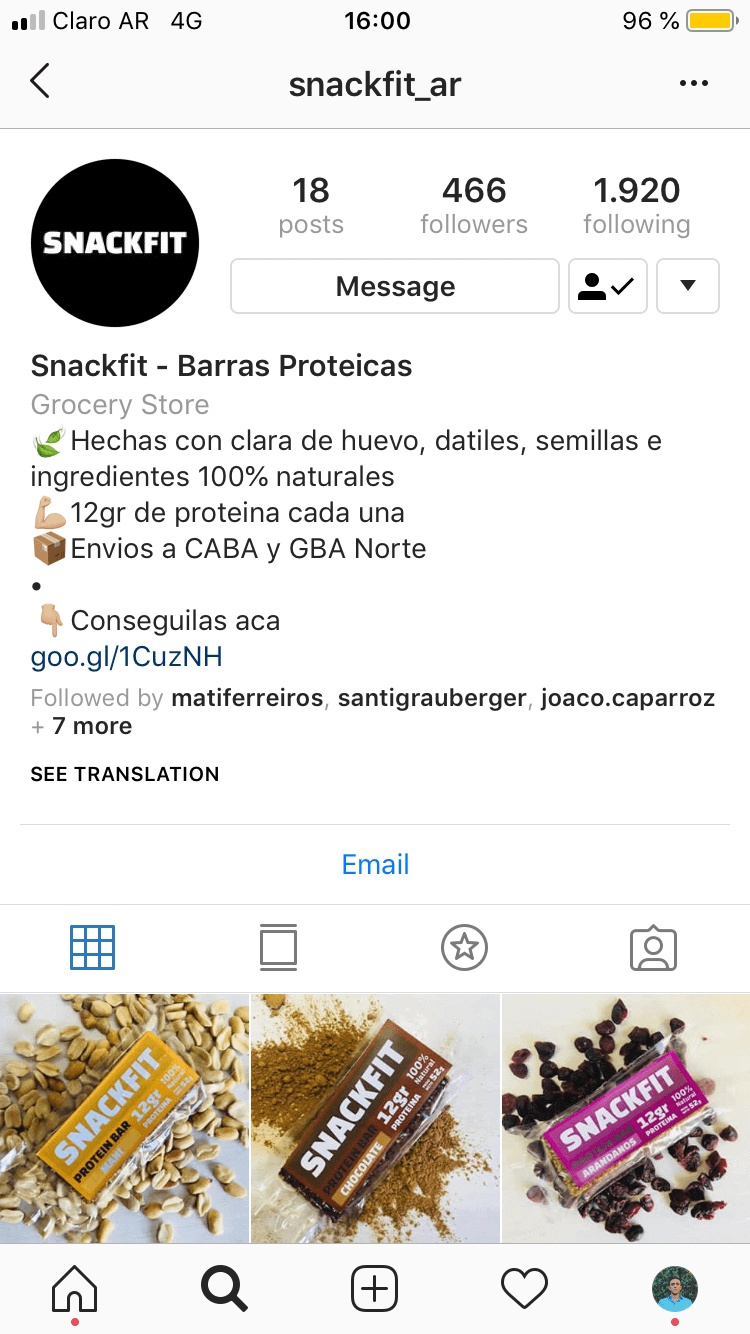 Claro AR 4G 16:00 96 %
snackfit_ar
SNACKFIT
18 466 1.920
posts followers following
Message
Snackfit - Barras Proteicas
Grocery Store
🌿Hechas con clara de huevo, datiles, semillas e
ingredientes 100% naturales
💪🏼12gr de proteina cada una
📦Envios a CABA y GBA Norte
•
👇🏼Conseguilas aca
goo.gl/1CuzNH
Followed by matiferreiros, santigrauberger, joaco.caparroz
+ 7 more
SEE TRANSLATION
Email
SNACKFIT
PROTEIN BAR
12gr
PROTEINA
100%
Natural
52g
SNACKFIT
PROTEIN BAR
CHOCOLATE
12gr
PROTEINA
100%
Natural
52g
SNACKFIT
ARANDANOS
12gr
PROTEINA
100%
Natural
52g